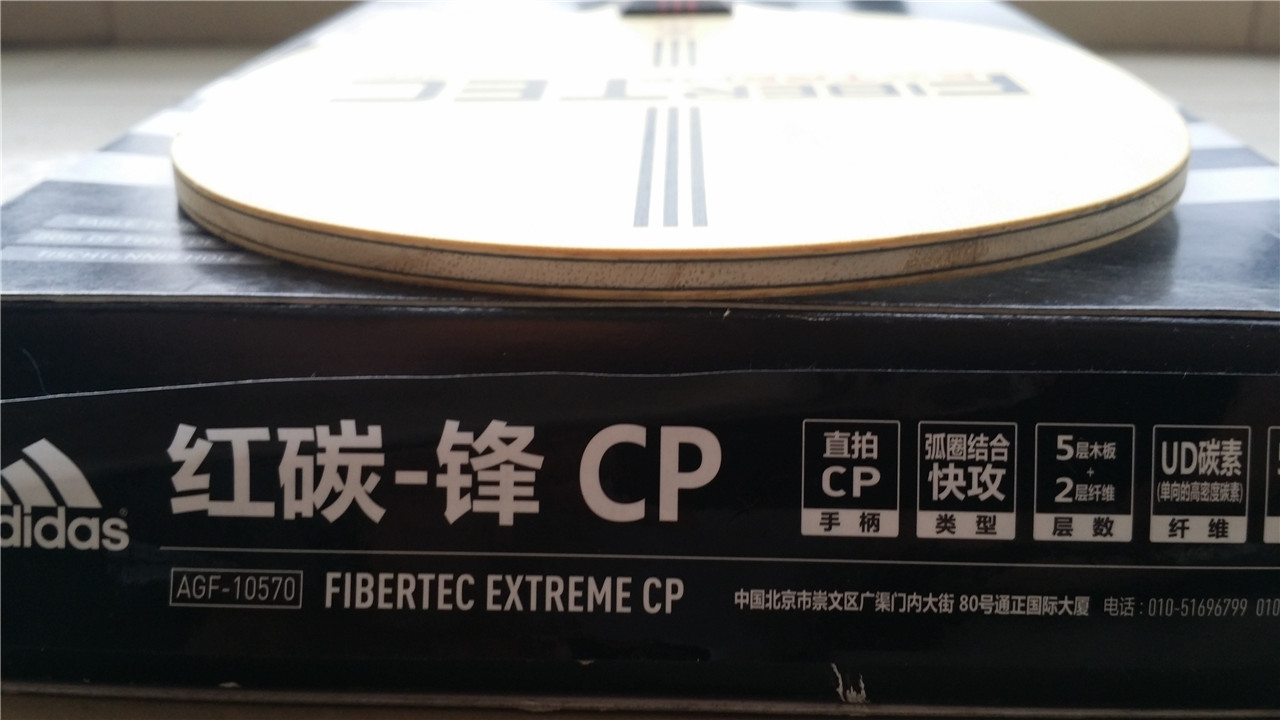 FIBERTEC
adidas
红碳-锋 CP
直拍
CP
手柄
弧圈结合
快攻
类型
5层木板
+
2层纤维
层数
UD碳素
(单向的高密度碳素)
纤维
AGF-10570
FIBERTEC EXTREME CP
中国北京市崇文区广渠门内大街 80号通正国际大厦 电话：010-51696799 010